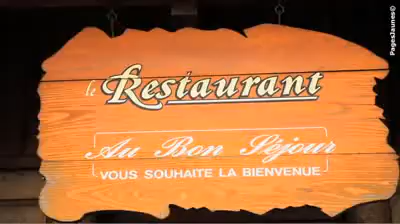 PagesJaunes©
le Restaurant
Au Bon Séjour
VOUS SOUHAITE LA BIENVENUE